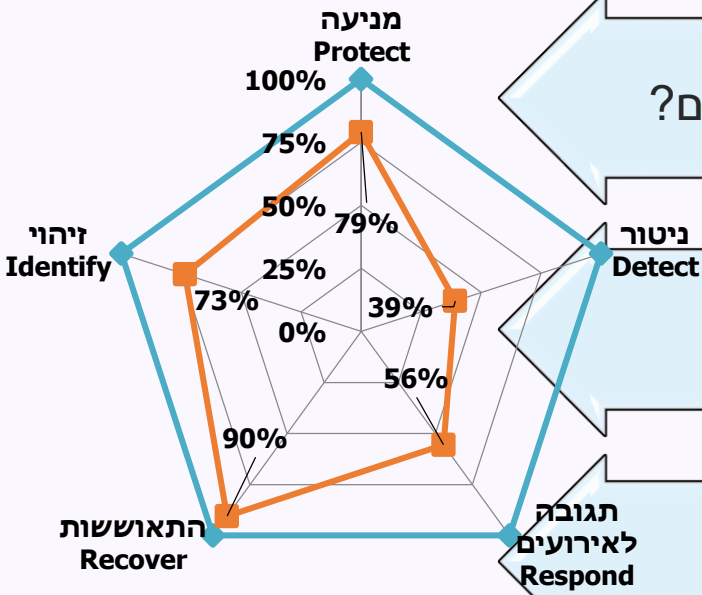 מניעה
Protect
100%
75%
50%
25%
0%
79%
39%
56%
90%
73%
ניטור
Detect
תגובה
לאירועים
Respond
התאוששות
Recover
זיהוי
Identify